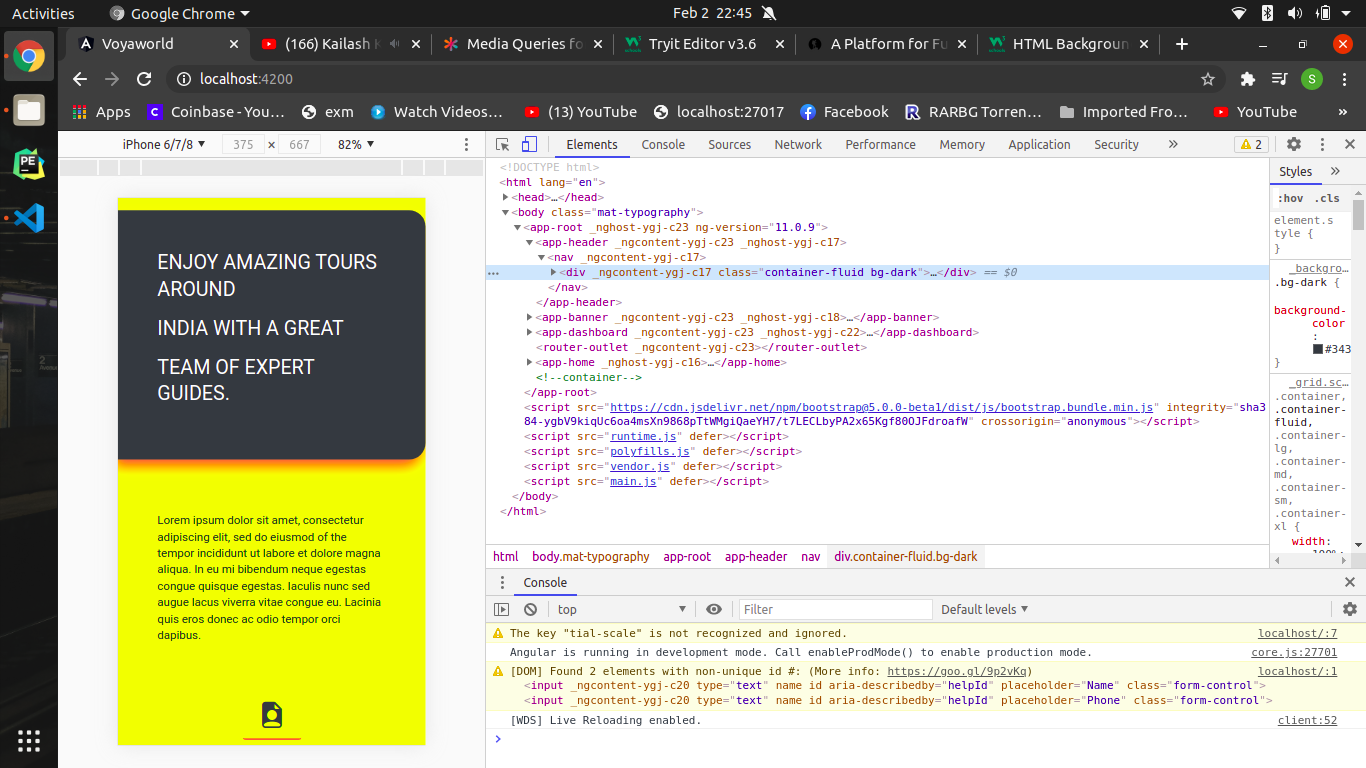 Activities
Google Chrome
Feb 2 22:45
Voyaworld
(166) Kailash K
Media Queries fo
Tryit Editor v3.6
A Platform for Fu
HTML Backgroun
localhost:4200
S
Apps
Coinbase - You…
exm
Watch Videos…
(13) YouTube
localhost:27017
Facebook
RARBG Torren…
Imported Fro…
YouTube
»
iPhone 6/7/8
375
×
667
82%
Elements
Console
Sources
Network
Performance
Memory
Application
Security
»
2
ENJOY AMAZING TOURS
AROUND
INDIA WITH A GREAT
TEAM OF EXPERT
GUIDES.
Lorem ipsum dolor sit amet, consectetur
adipiscing elit, sed do eiusmod of the
tempor incididunt ut labore et dolore magna
aliqua. In eu mi bibendum neque egestas
congue quisque egestas. Iaculis nunc sed
augue lacus viverra vitae congue eu. Lacinia
quis eros donec ac odio tempor orci
dapibus.
<!DOCTYPE html>
<html lang="en">
<head>…</head>
<body class="mat-typography">
<app-root _nghost-ygj-c23 ng-version="11.0.9">
<app-header _ngcontent-ygj-c23 _nghost-ygj-c17>
<nav _ngcontent-ygj-c17>
<div _ngcontent-ygj-c17 class="container-fluid bg-dark">…</div> == $0
</nav>
</app-header>
<app-banner _ngcontent-ygj-c23 _nghost-ygj-c18>…</app-banner>
<app-dashboard _ngcontent-ygj-c23 _nghost-ygj-c22>…</app-dashboard>
<router-outlet _ngcontent-ygj-c23></router-outlet>
<app-home _nghost-ygj-c16>…</app-home>
<!--container-->
</app-root>
<script src="https://cdn.jsdelivr.net/npm/bootstrap@5.0.0-beta1/dist/js/bootstrap.bundle.min.js" integrity="sha3
84-ygbV9kiqUc6oa4msXn9868pTtWMgiQaeYH7/t7LECLbyPA2x65Kgf80OJFdroafW" crossorigin="anonymous"></script>
<script src="runtime.js" defer></script>
<script src="polyfills.js" defer></script>
<script src="vendor.js" defer></script>
<script src="main.js" defer></script>
</body>
</html>
Styles
»
:hov .cls
element.s
tyle {
}
_backgro…
.bg-dark {
background-
color
:
#343
}
_grid.sc…
.container,
.container-
fluid,
.container-
lg,
.container-
md,
.container-
sm,
.container-
xl {
width:
100%;
html
body.mat-typography
app-root
app-header
nav
div.container-fluid.bg-dark
Console
top
Filter
Default levels
The key "tial-scale" is not recognized and ignored.
localhost/:7
Angular is running in development mode. Call enableProdMode() to enable production mode.
core.js:27701
[DOM] Found 2 elements with non-unique id #: (More info: https://goo.gl/9p2vKq)
localhost/:1
<input _ngcontent-ygj-c20 type="text" name id aria-describedby="helpId" placeholder="Name" class="form-control">
<input _ngcontent-ygj-c20 type="text" name id aria-describedby="helpId" placeholder="Phone" class="form-control">
[WDS] Live Reloading enabled.
client:52